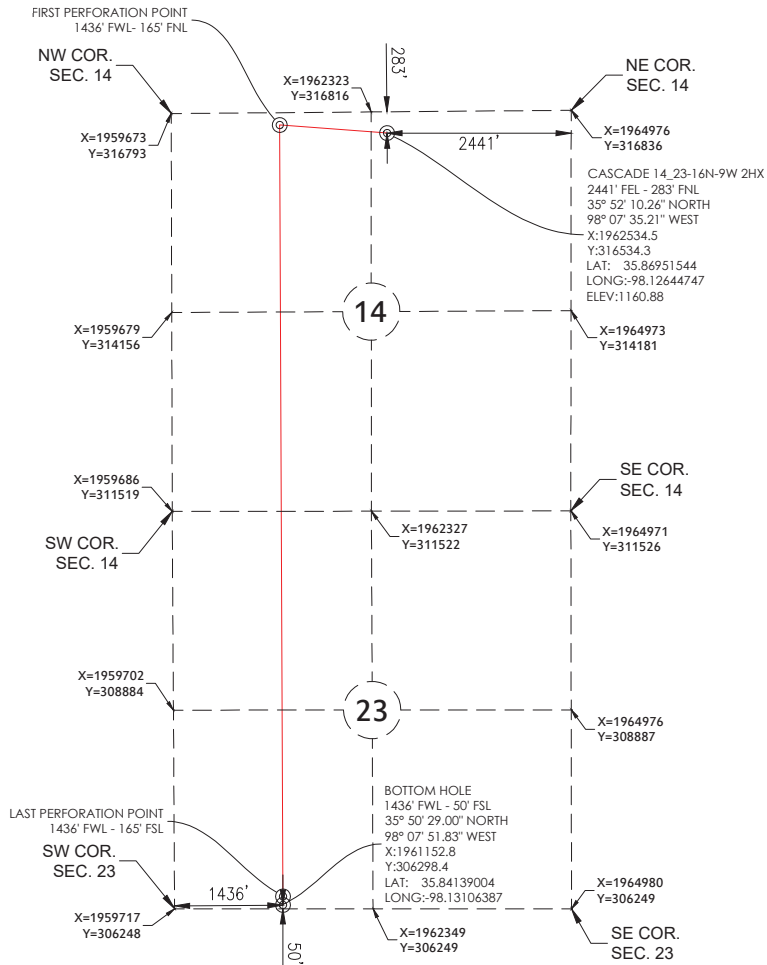 FIRST PERFORATION POINT
1436' FWL- 165' FNL
NW COR.
SEC. 14
X=1962323
Y=316816
283'
NE COR.
SEC. 14
X=1959673
Y=316793
X=1964976
Y=316836
2441'
CASCADE 14_23-16N-9W 2HX
2441' FEL - 283' FNL
35° 52' 10.26" NORTH
98° 07' 35.21" WEST
X:1962534.5
Y:316534.3
LAT: 35.86951544
LONG:-98.12644747
ELEV:1160.88
14
X=1959679
Y=314156
X=1964973
Y=314181
X=1959686
Y=311519
SE COR.
SEC. 14
SW COR.
SEC. 14
X=1962327
Y=311522
X=1964971
Y=311526
X=1959702
Y=308884
23
X=1964976
Y=308887
LAST PERFORATION POINT
1436' FWL - 165' FSL
BOTTOM HOLE
1436' FWL - 50' FSL
35° 50' 29.00" NORTH
98° 07' 51.83" WEST
X:1961152.8
Y:306298.4
LAT: 35.84139004
LONG:-98.13106387
SW COR.
SEC. 23
1436'
X=1964980
Y=306249
X=1959717
Y=306248
50'
X=1962349
Y=306249
SE COR.
SEC. 23